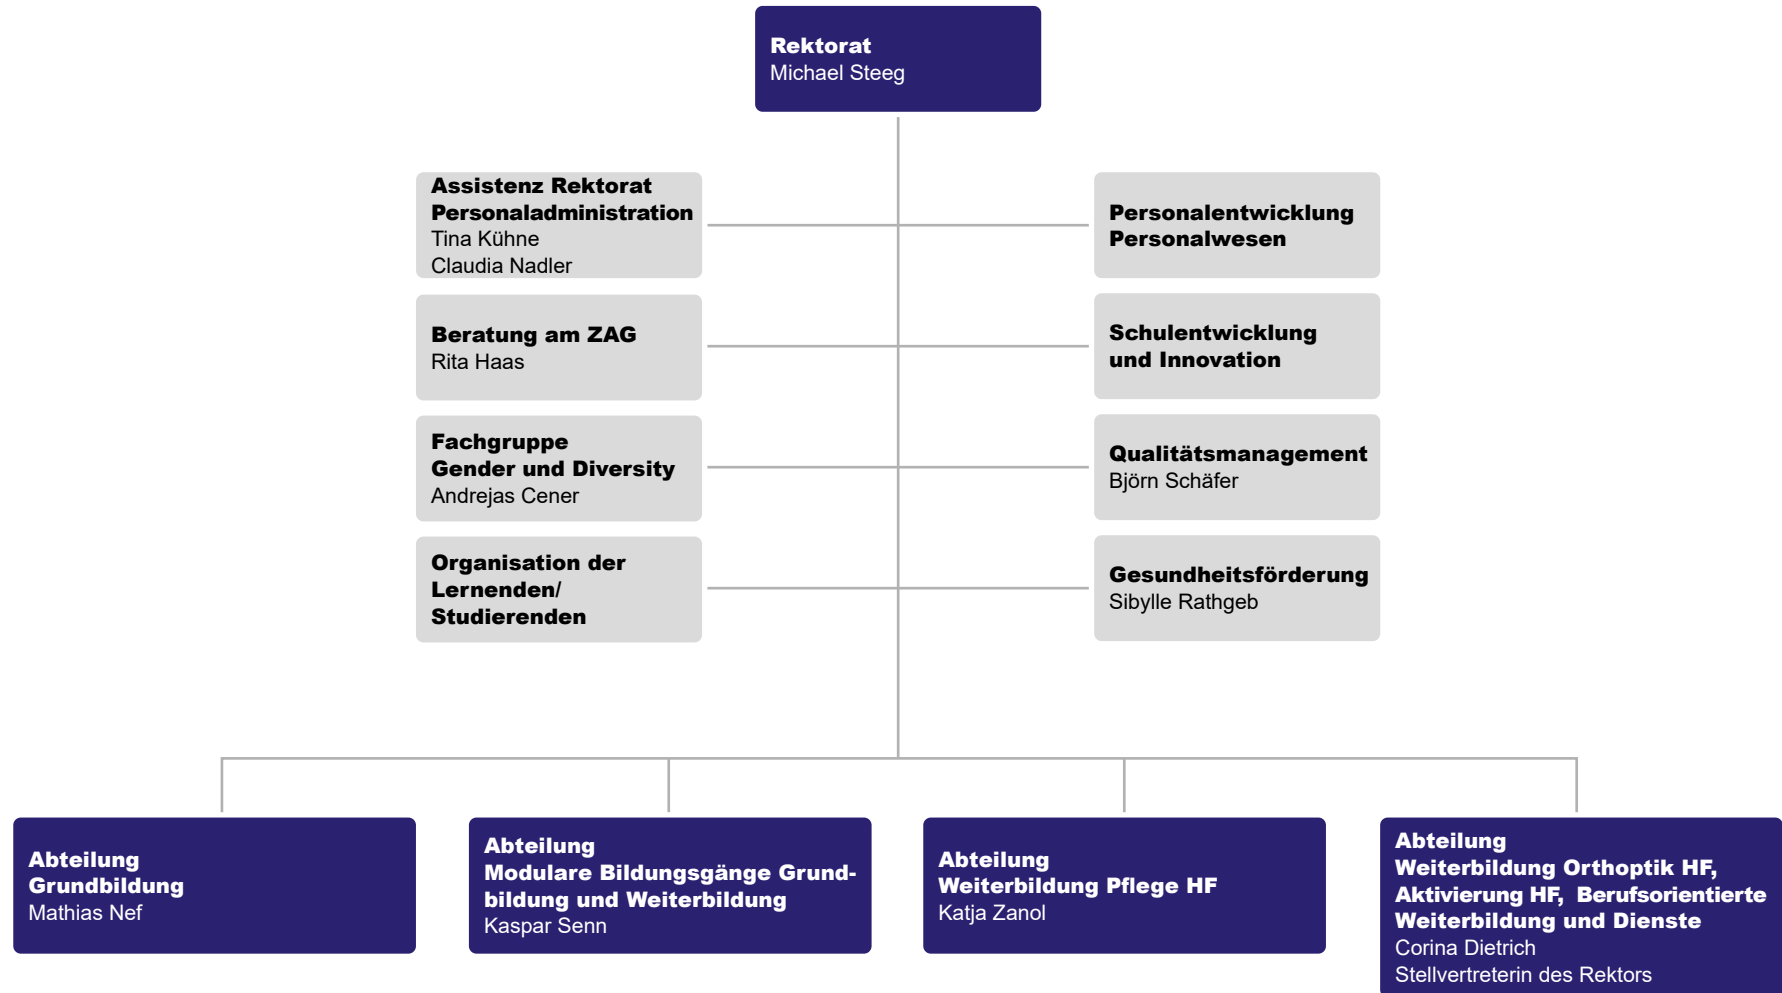 Rektorat
Michael Steeg
Assistenz Rektorat
Personaladministration
Tina Kühne
Claudia Nadler
Personalentwicklung
Personalwesen
Beratung am ZAG
Rita Haas
Schulentwicklung
und Innovation
Fachgruppe
Gender und Diversity
Andrejas Cener
Qualitätsmanagement
Björn Schäfer
Organisation der
Lernenden/
Studierenden
Gesundheitsförderung
Sibylle Rathgeb
Abteilung
Grundbildung
Mathias Nef
Abteilung
Modulare Bildungsgänge Grund-
bildung und Weiterbildung
Kaspar Senn
Abteilung
Weiterbildung Pflege HF
Katja Zanol
Abteilung
Weiterbildung Orthoptik HF,
Aktivierung HF, Berufsorientierte
Weiterbildung und Dienste
Corina Dietrich
Stellvertreterin des Rektors